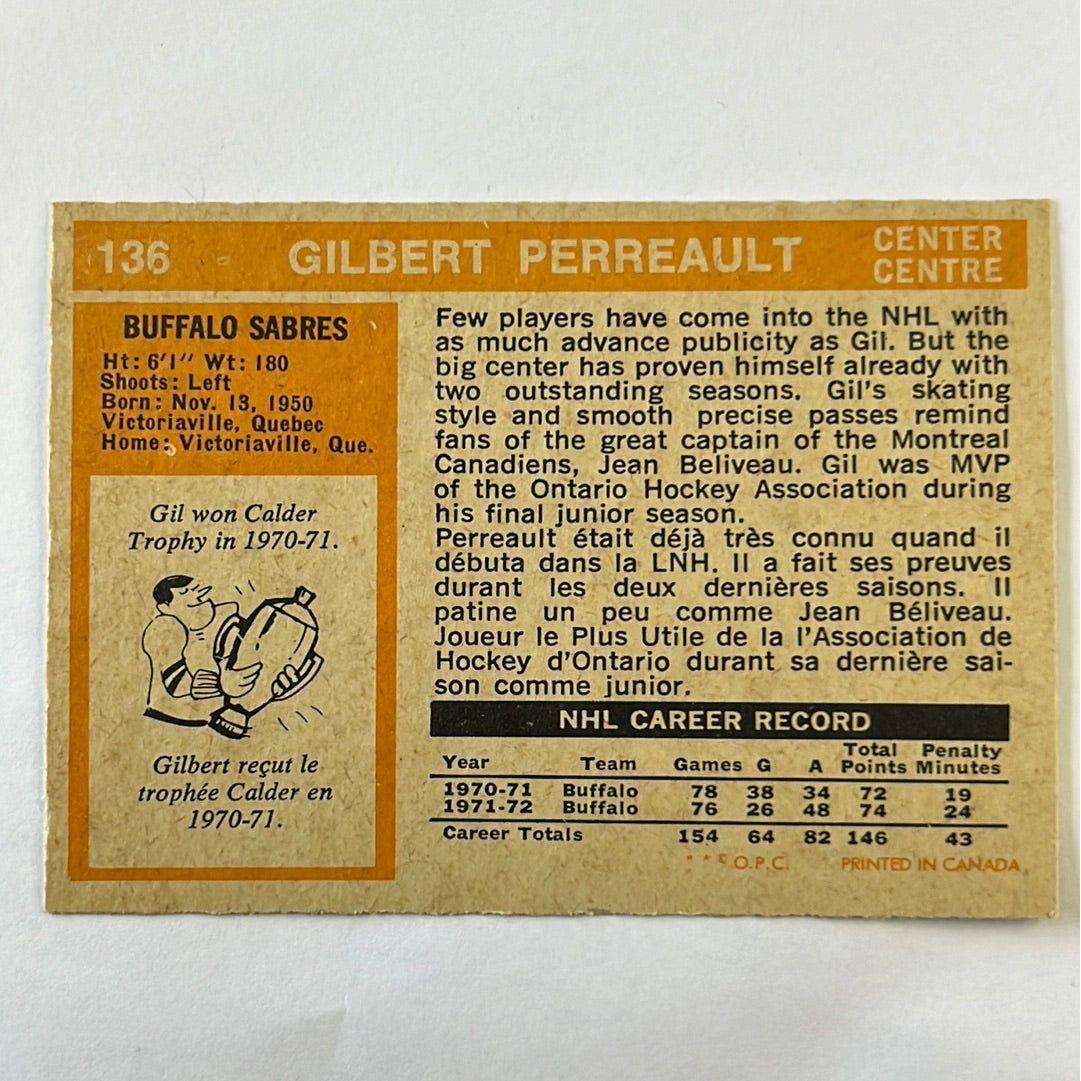 136 GILBERT PERREAULT CENTER
CENTRE
BUFFALO SABRES
Ht: 6'1" Wt: 180
Shoots: Left
Born: Nov. 13, 1950
Victoriaville, Quebec
Home: Victoriaville, Que.
Gil won Calder
Trophy in 1970-71.
Gilbert reçut le
trophée Calder en
1970-71.
Few players have come into the NHL with
as much advance publicity as Gil. But the
big center has proven himself already with
two outstanding seasons. Gil's skating
style and smooth precise passes remind
fans of the great captain of the Montreal
Canadiens, Jean Beliveau. Gil was MVP
of the Ontario Hockey Association during
his final junior season.
Perreault était déjà très connu quand il
débuta dans la LNH. Il a fait ses preuves
durant les deux dernières saisons. Il
patine un peu comme Jean Béliveau.
Joueur le Plus Utile de la l'Association de
Hockey d'Ontario durant sa dernière sai-
son comme junior.
NHL CAREER RECORD
Year Team Games G A Total Points Penalty Minutes
1970-71 Buffalo 78 38 34 72 19
1971-72 Buffalo 76 26 48 74 24
Career Totals 154 64 82 146 43
* * © O.P.C. PRINTED IN CANADA